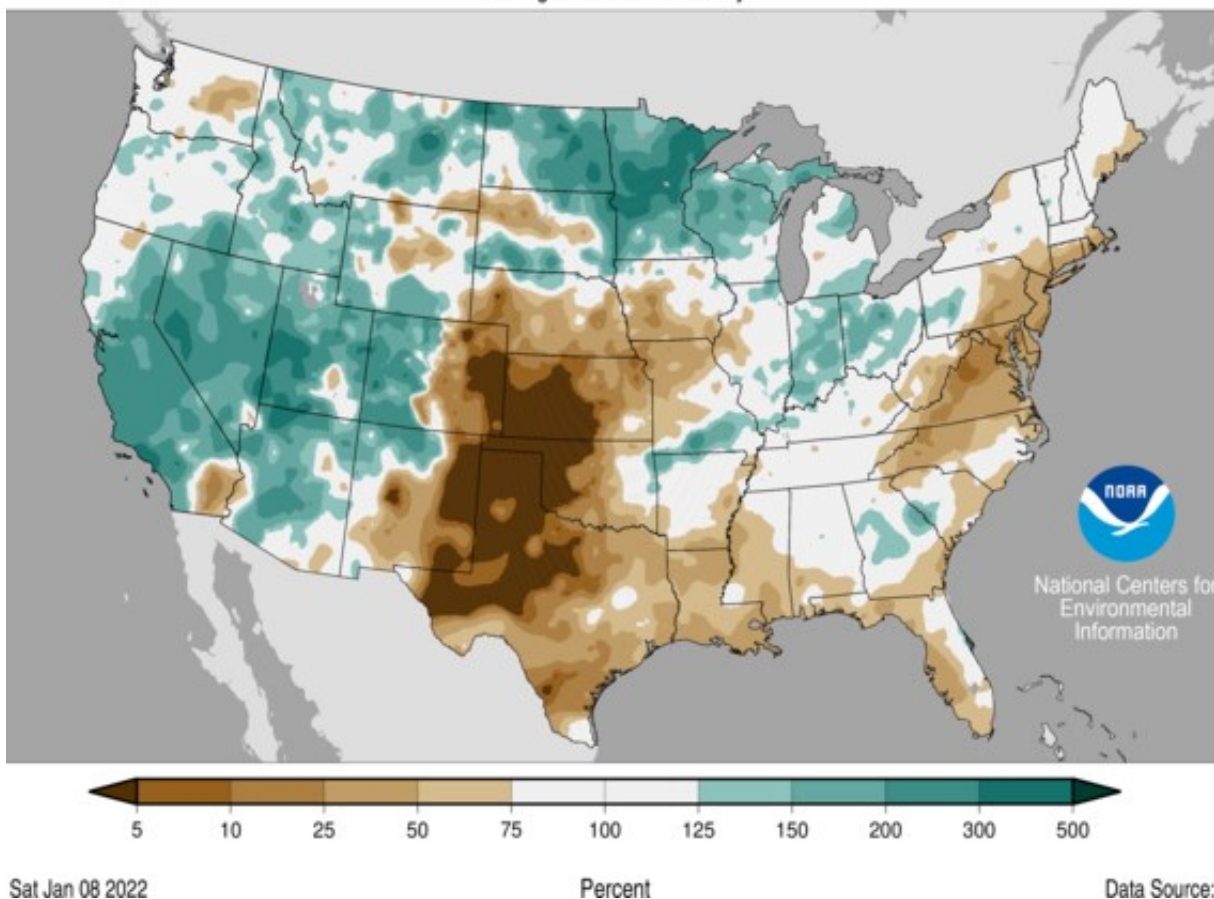 NOAA
National Centers for
Environmental
Information
5 10 25 50 75 100 125 150 200 300 500
Sat Jan 08 2022 Percent Data Source: